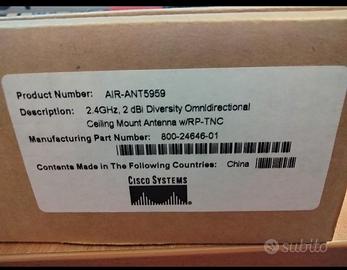 Product Number: AIR-ANT5959
Description: 2.4GHz, 2 dBi Diversity Omnidirectional
Ceiling Mount Antenna w/RP-TNC
Manufacturing Part Number: 800-24646-01
Contents Made in The Following Countries: China
CISCO SYSTEMS
®
subito